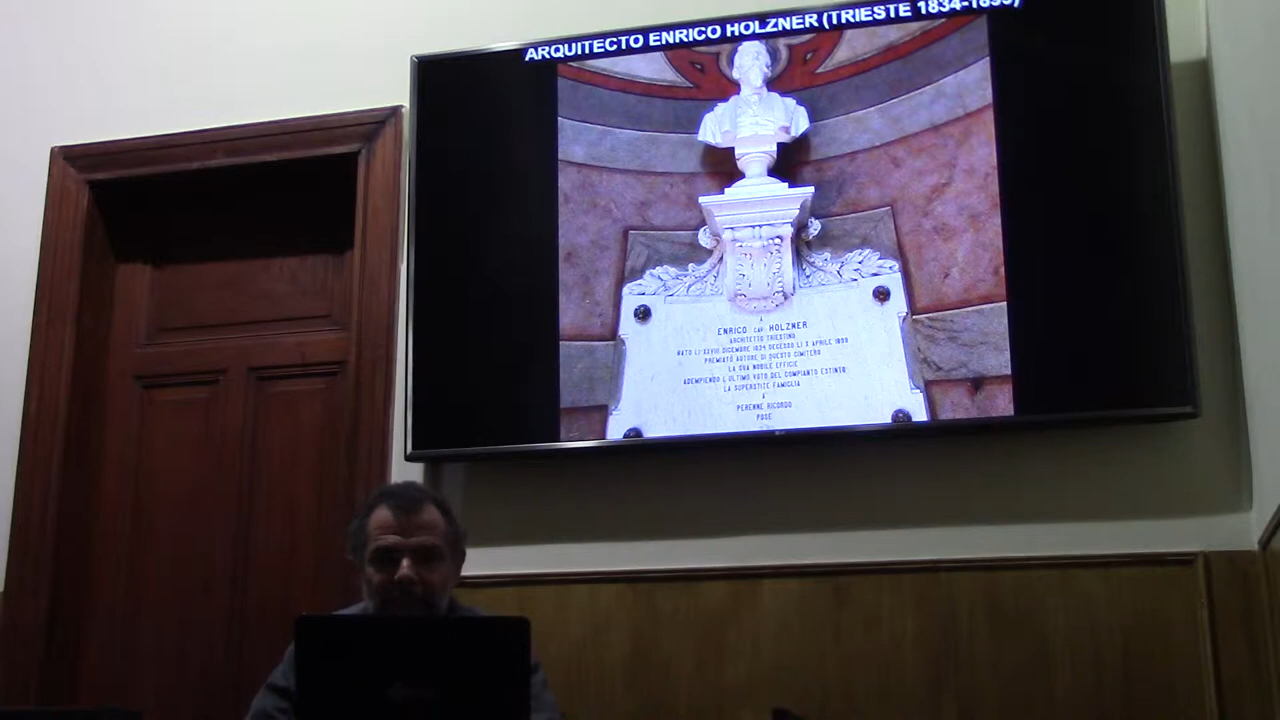 ARQUITECTO ENRICO HOLZNER (TRIESTE 1834-1899)
A
ENRICO CAV. HOLZNER
ARCHITETTO TRIESTINO
NATO LI XXVIII DICEMBRE 1834 DECESSO LI X APRILE 1899
PREMIATO AUTORE DI QUESTO CIMITERO
LA SUA NOBILE EFFIGIE
ADEMPIENDO L'ULTIMO VOTO DEL COMPIANTO ESTINTO
LA SUPERSTITE FAMIGLIA
A
PERENNE RICORDO
POSE